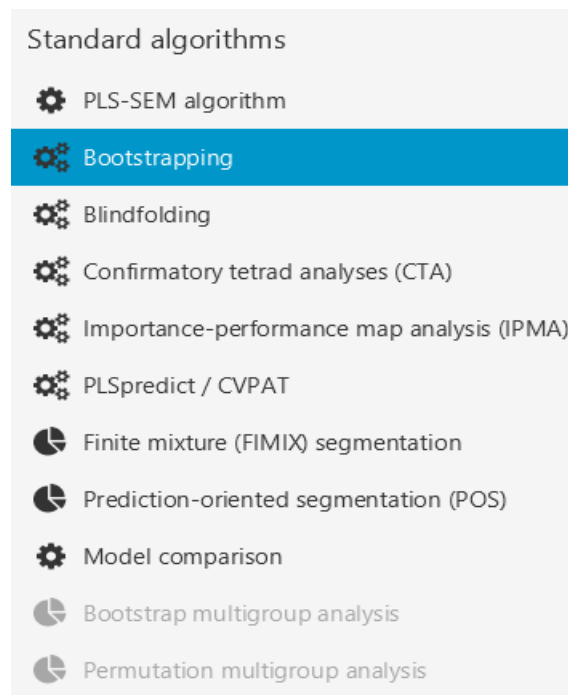 Standard algorithms
PLS-SEM algorithm
Bootstrapping
Blindfolding
Confirmatory tetrad analyses (CTA)
Importance-performance map analysis (IPMA)
PLSpredict / CVPAT
Finite mixture (FIMIX) segmentation
Prediction-oriented segmentation (POS)
Model comparison
Bootstrap multigroup analysis
Permutation multigroup analysis